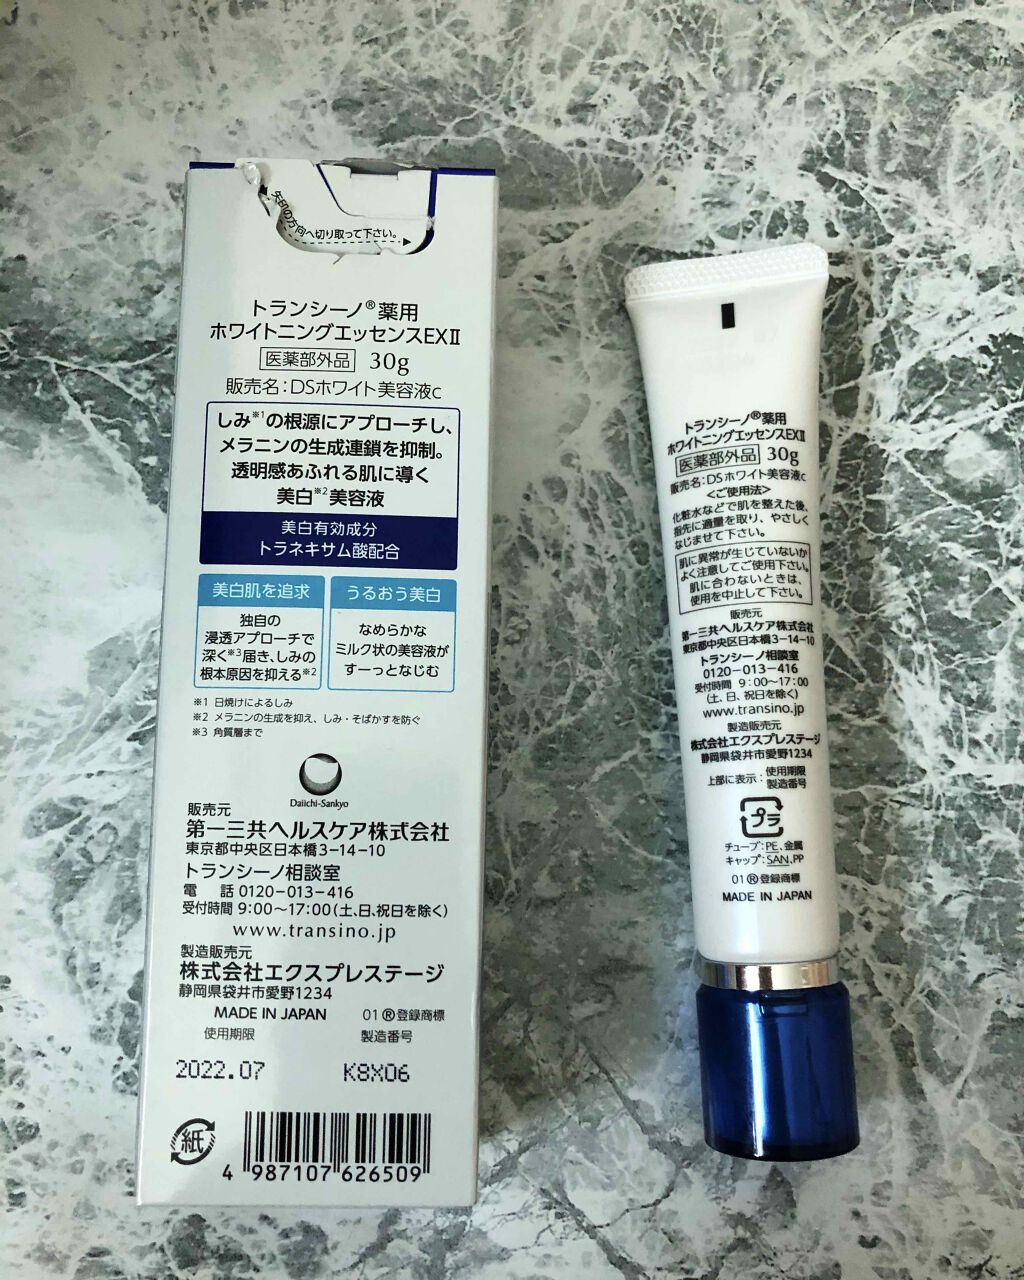 矢印の方向へ切り取って下さい。
トランシーノ®薬用
ホワイトニングエッセンスEXⅡ
医薬部外品 30g
販売名:DSホワイト美容液c
しみ※1の根源にアプローチし、
メラニンの生成連鎖を抑制。
透明感あふれる肌に導く
美白※2美容液
美白有効成分
トラネキサム酸配合
美白肌を追求
独自の
浸透アプローチで
深く※3届き、しみの
根本原因を抑える※2
うるおう美白
なめらかな
ミルク状の美容液が
すーっとなじむ
※1 日焼けによるしみ
※2 メラニンの生成を抑え、しみ・そばかすを防ぐ
※3 角質層まで
Daiichi-Sankyo
販売元
第一三共ヘルスケア株式会社
東京都中央区日本橋3-14-10
トランシーノ相談室
電 話 0120-013-416
受付時間 9:00〜17:00(土、日、祝日を除く)
www.transino.jp
製造販売元
株式会社エクスプレステージ
静岡県袋井市愛野1234
MADE IN JAPAN 01 ®登録商標
使用期限 製造番号
2022.07 K8X06
紙
4 987107 626509
トランシーノ®薬用
ホワイトニングエッセンスEXⅡ
医薬部外品 30g
販売名:DSホワイト美容液c
<ご使用法>
化粧水などで肌を整えた後、
指先に適量を取り、やさしく
なじませて下さい。
肌に異常が生じていないか
よく注意してご使用下さい。
肌に合わないときは、
使用を中止して下さい。
販売元
第一三共ヘルスケア株式会社
東京都中央区日本橋3-14-10
トランシーノ相談室
0120-013-416
受付時間 9:00〜17:00
(土、日、祝日を除く)
www.transino.jp
製造販売元
株式会社エクスプレステージ
静岡県袋井市愛野1234
上部に表示:使用期限
製造番号
プラ
チューブ:PE、金属
キャップ:SAN、PP
01 ®登録商標
MADE IN JAPAN